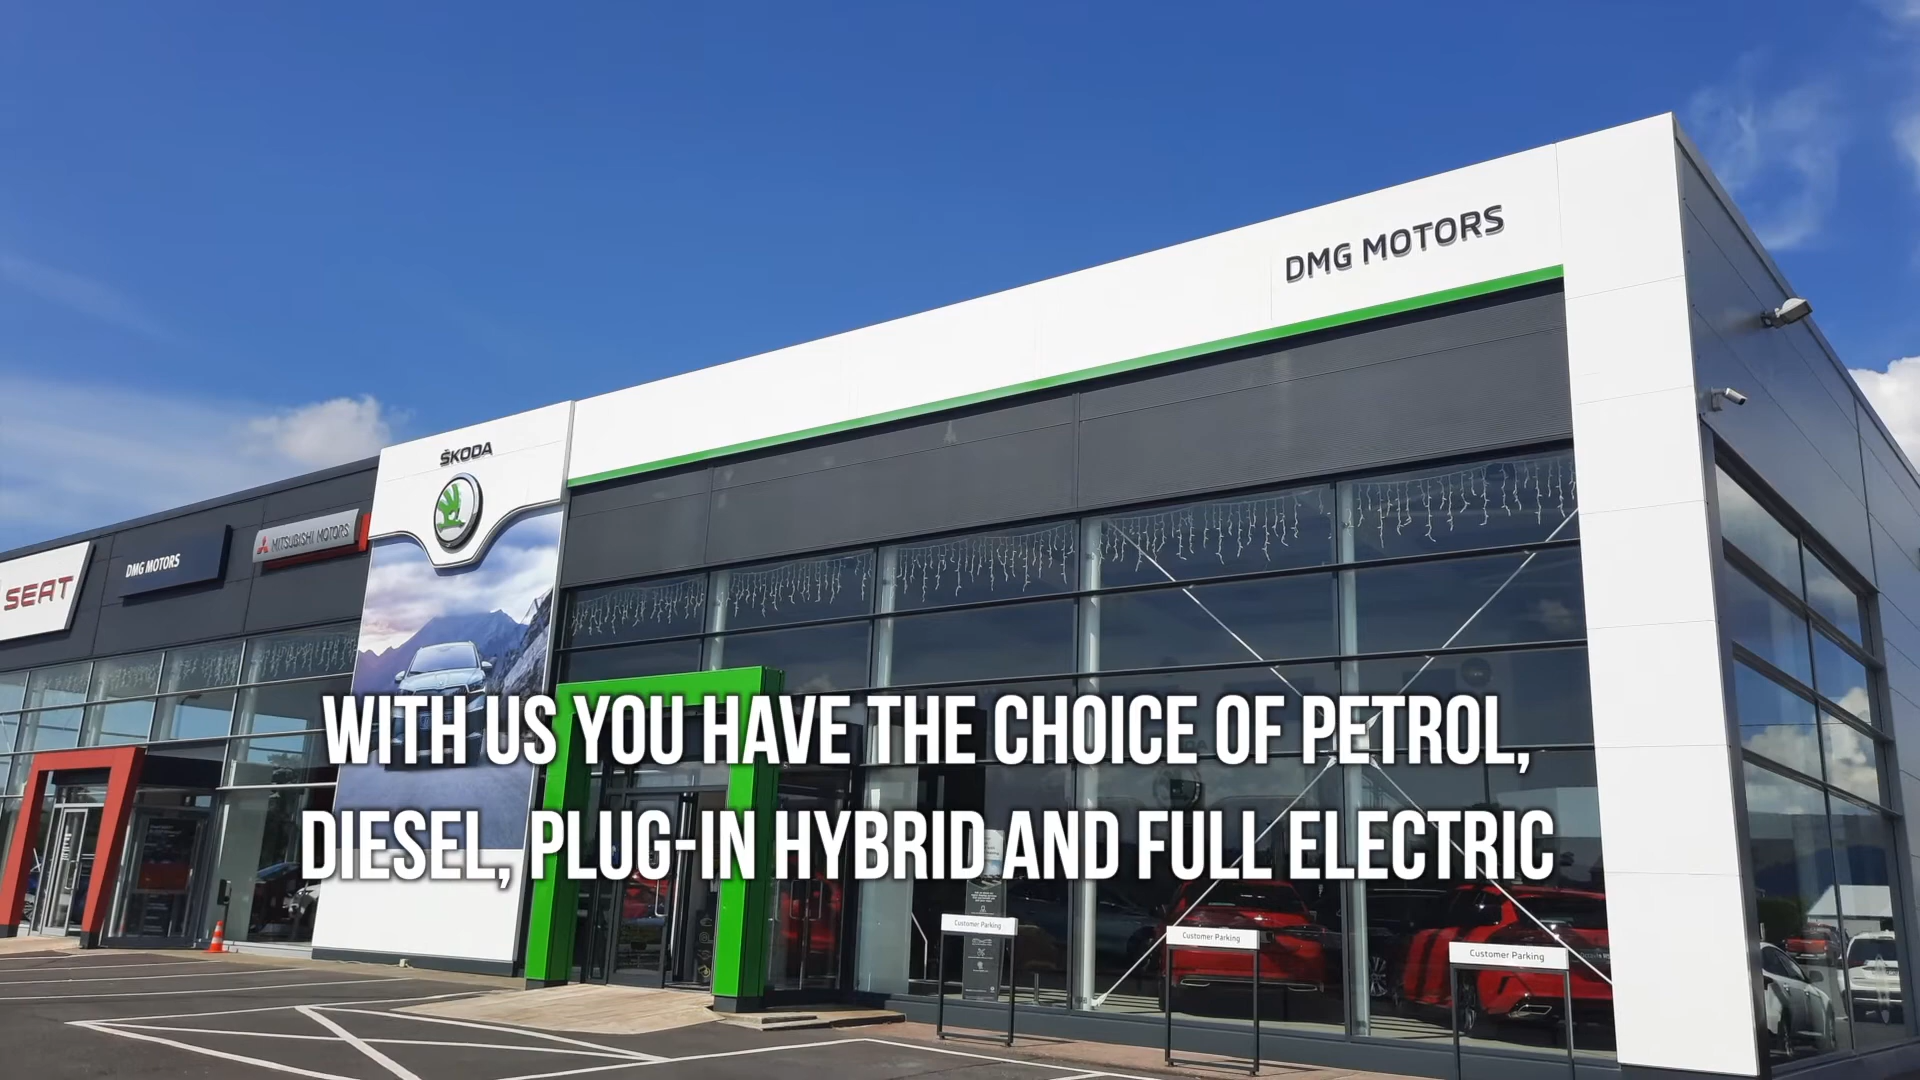 DMG MOTORS
ŠKODA
MITSUBISHI MOTORS
DMG MOTORS
SEAT
WITH US YOU HAVE THE CHOICE OF PETROL,
DIESEL, PLUG-IN HYBRID AND FULL ELECTRIC
Customer Parking
Customer Parking
Customer Parking